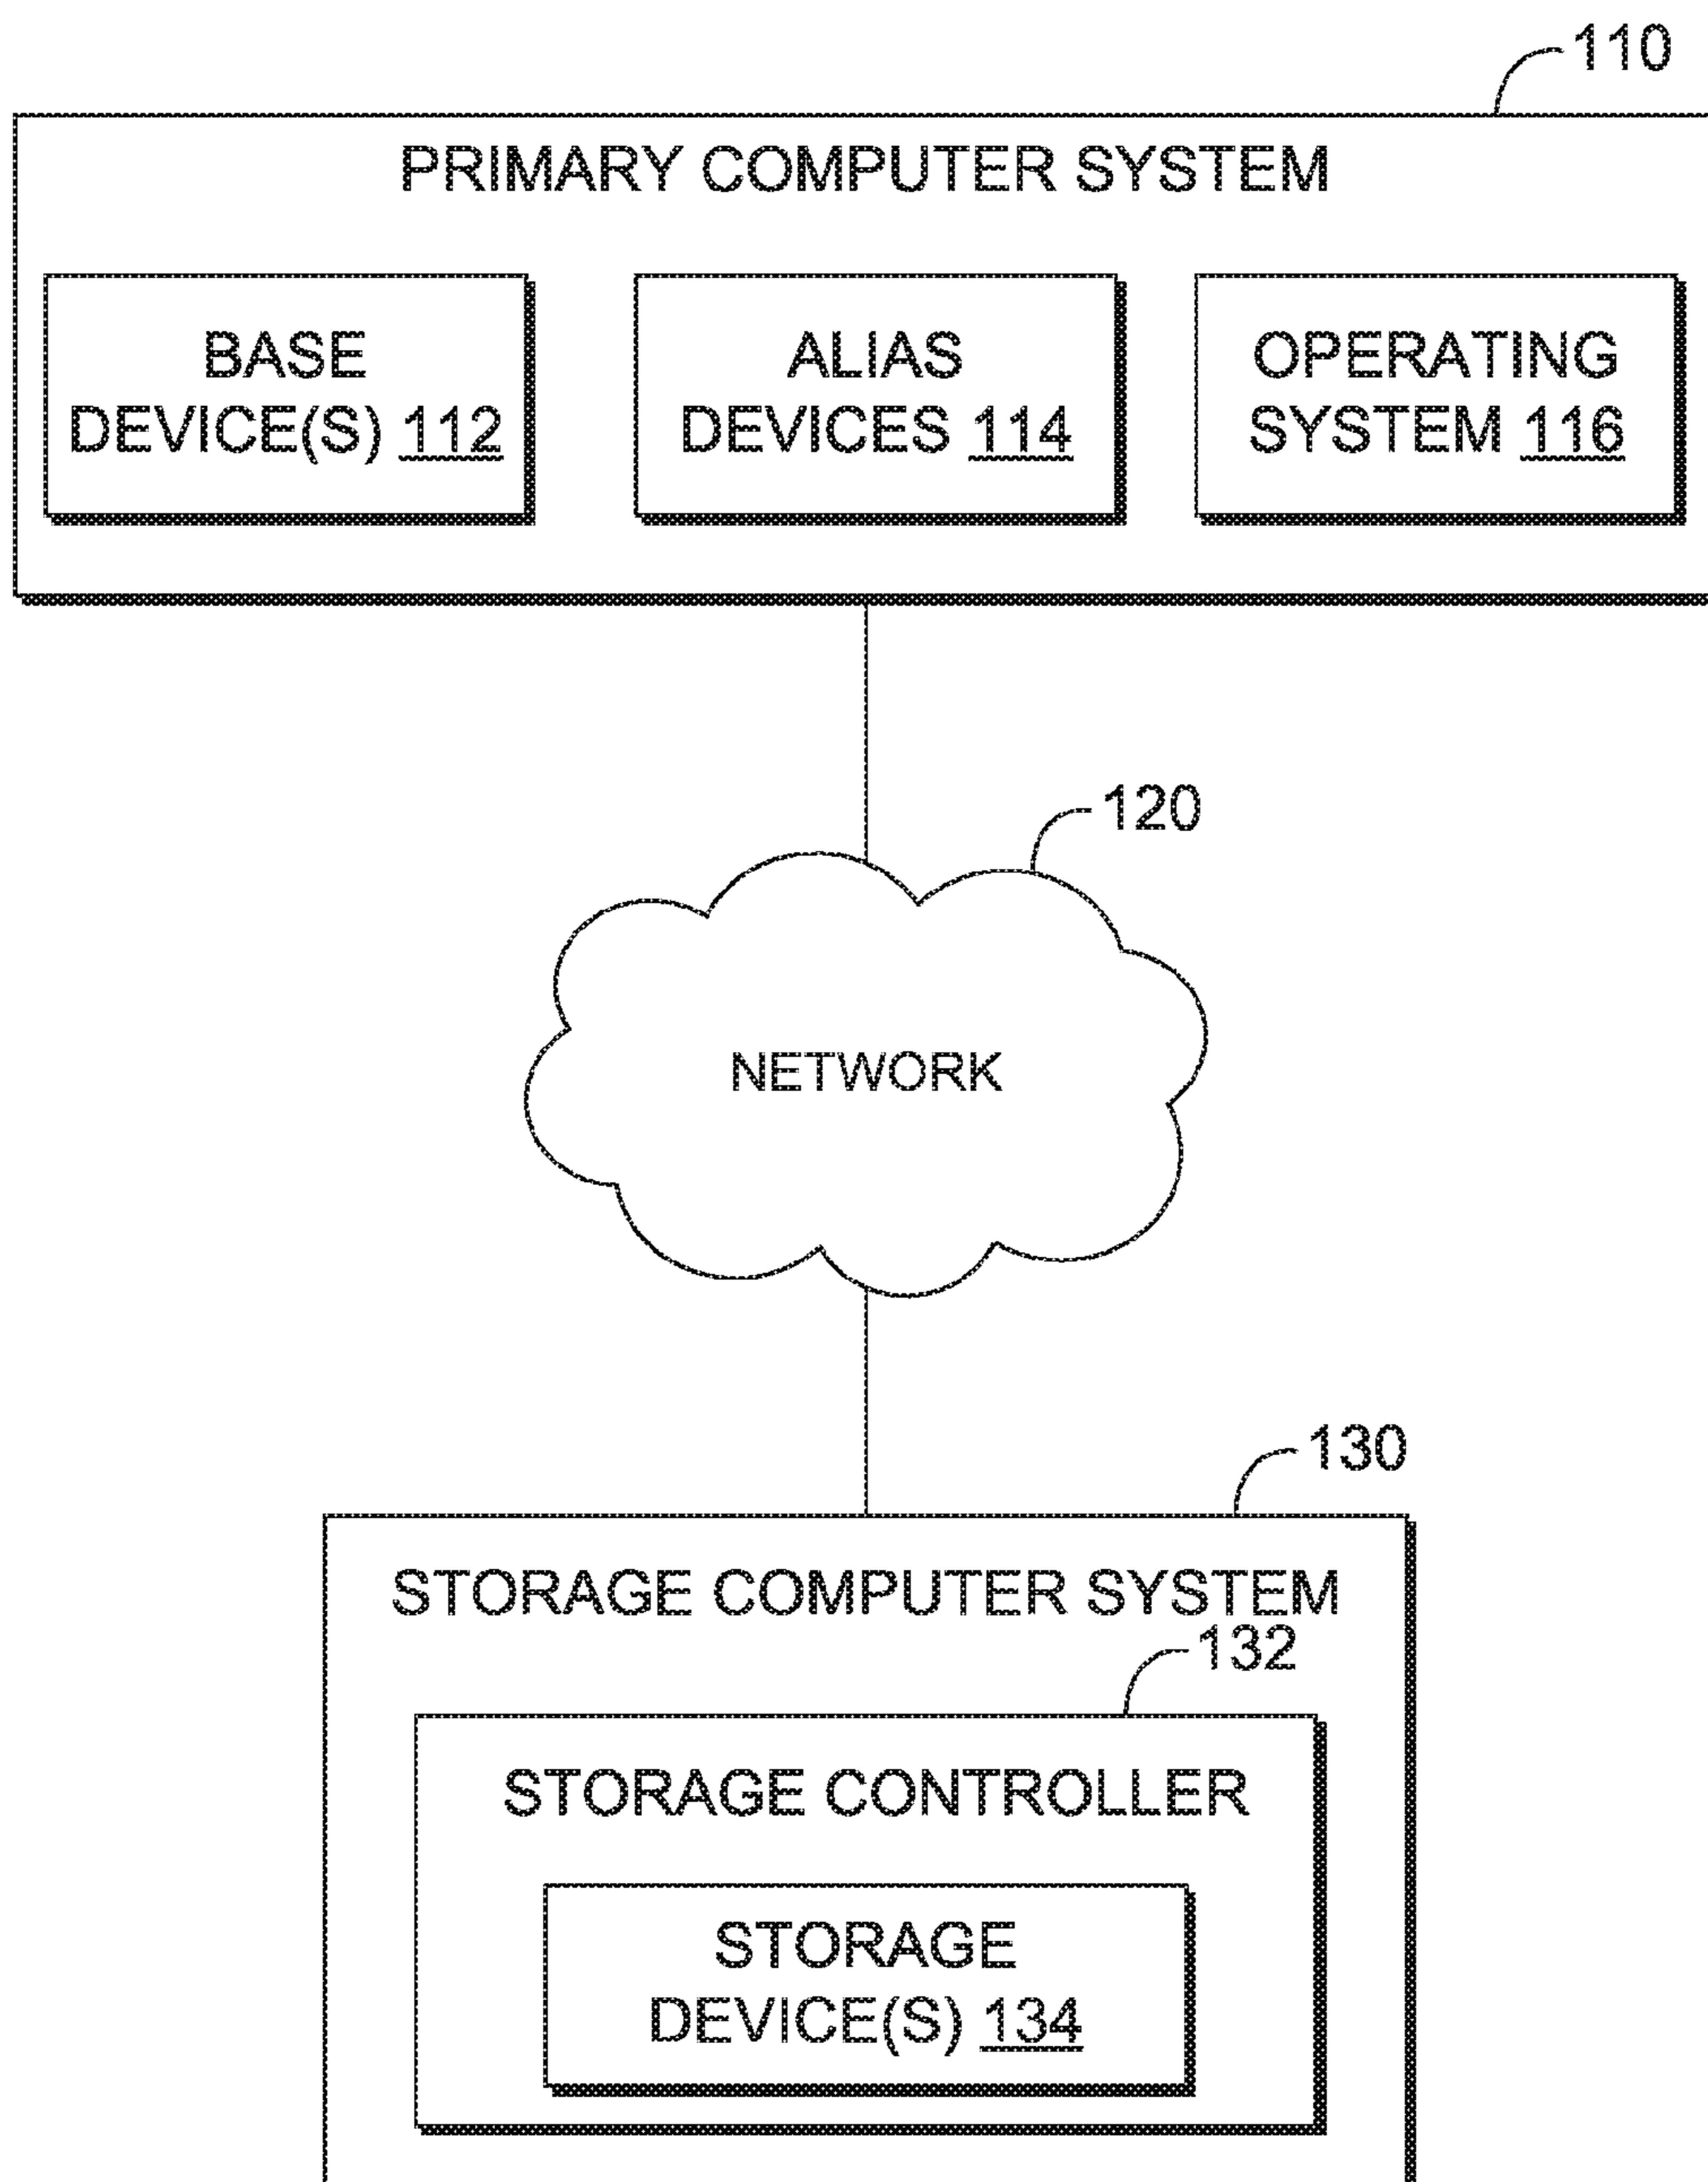 110
PRIMARY COMPUTER SYSTEM
BASE
DEVICE(S) 112
ALIAS
DEVICES 114
OPERATING
SYSTEM 116
120
NETWORK
130
STORAGE COMPUTER SYSTEM
132
STORAGE CONTROLLER
STORAGE
DEVICE(S) 134